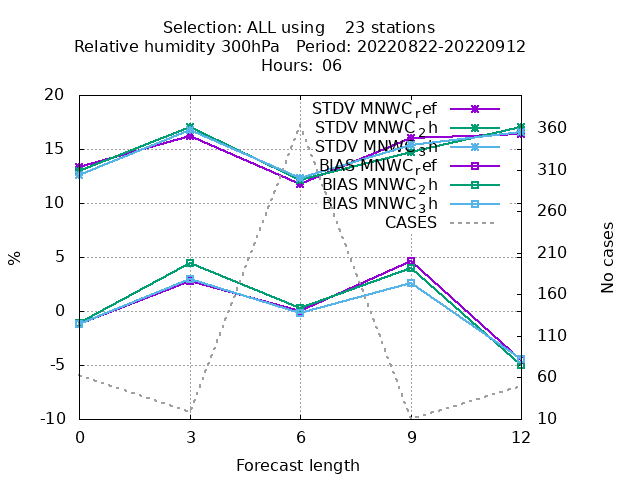 Selection: ALL using 23 stations
Relative humidity 300hPa Period: 20220822-20220912
Hours: 06
20
15
10
5
0
-5
-10
%
STDV MNWC_ref
STDV MNWC_2h
STDV MNWC_3h
BIAS MNWC_ref
BIAS MNWC_2h
BIAS MNWC_3h
CASES
360
310
260
210
160
110
60
10
No cases
0 3 6 9 12
Forecast length